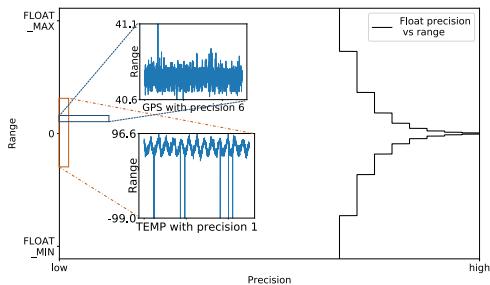 FLOAT
_MAX
Range
0
FLOAT
_MIN
41.1
Range
40.6
GPS with precision 6
96.6
Range
-99.0
TEMP with precision 1
Float precision
vs range
low
high
Precision